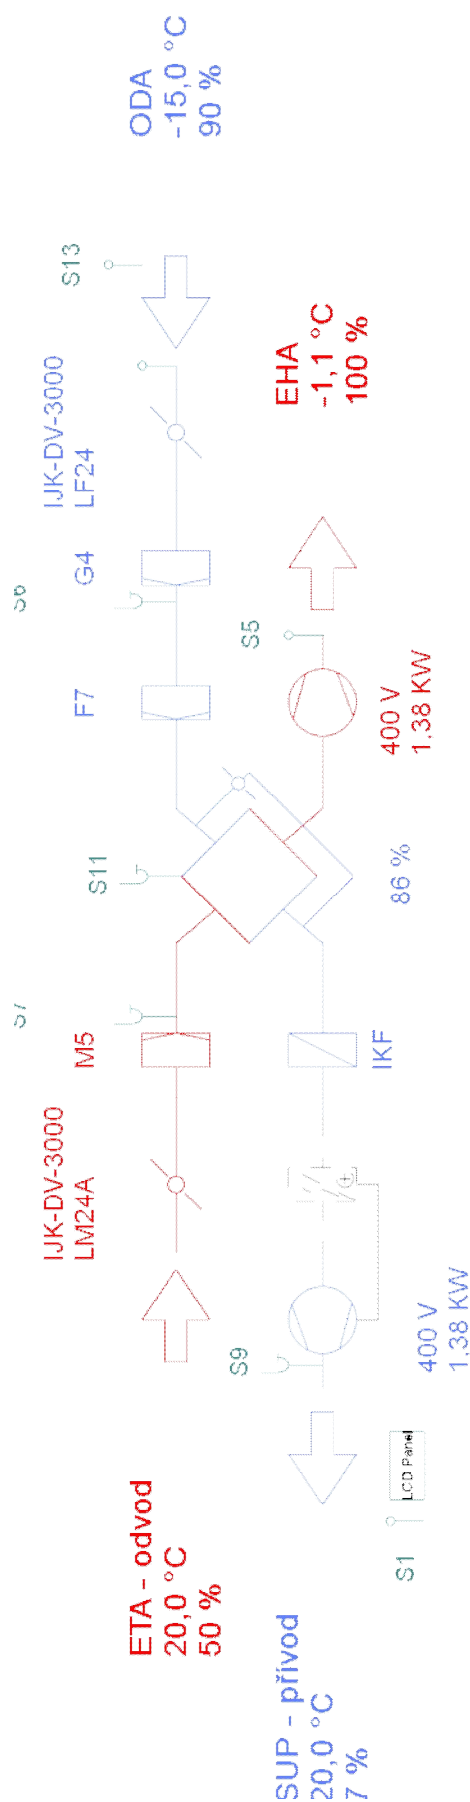 ODA
-15,0 °C
90 %
S13
EHA
-1,1 °C
100 %
IJK-DV-3000
LF24
G4
S5
F7
400 V
1,38 KW
S11
86 %
M5
IKF
IJK-DV-3000
LM24A
S9
400 V
1,38 KW
LCD Panel
S1
ETA - odvod
20,0 °C
50 %
SUP - přívod
20,0 °C
7 %